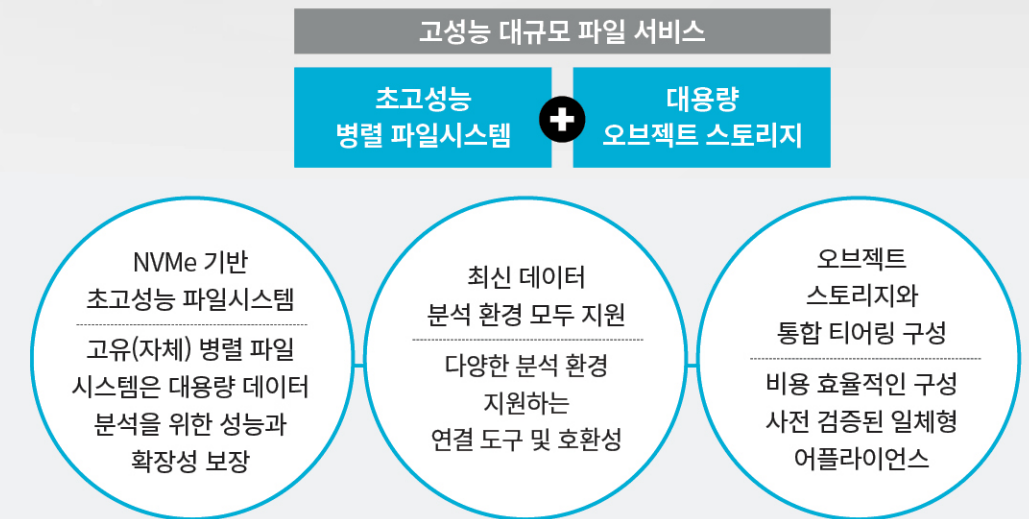 고성능 대규모 파일 서비스
초고성능
병렬 파일시스템
대용량
오브젝트 스토리지
NVMe 기반
초고성능 파일시스템
고유(자체) 병렬 파일
시스템은 대용량 데이터
분석을 위한 성능과
확장성 보장
최신 데이터
분석 환경 모두 지원
다양한 분석 환경
지원하는
연결 도구 및 호환성
오브젝트
스토리지와
통합 티어링 구성
비용 효율적인 구성
사전 검증된 일체형
어플라이언스